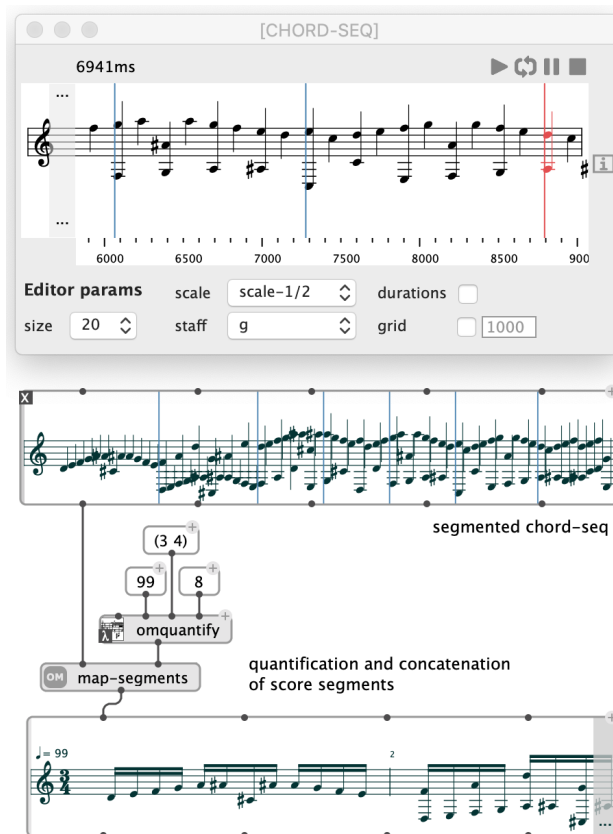 [CHORD-SEQ]
6941ms
...
i
...
6000 6500 7000 7500 8000 8500 900
Editor params scale scale-1/2 durations
size 20 staff g grid 1000
X
segmented chord-seq
(3 4)
99 8
λ F omquantify
OM map-segments
quantification and concatenation
of score segments
= 99
2
3
4
...